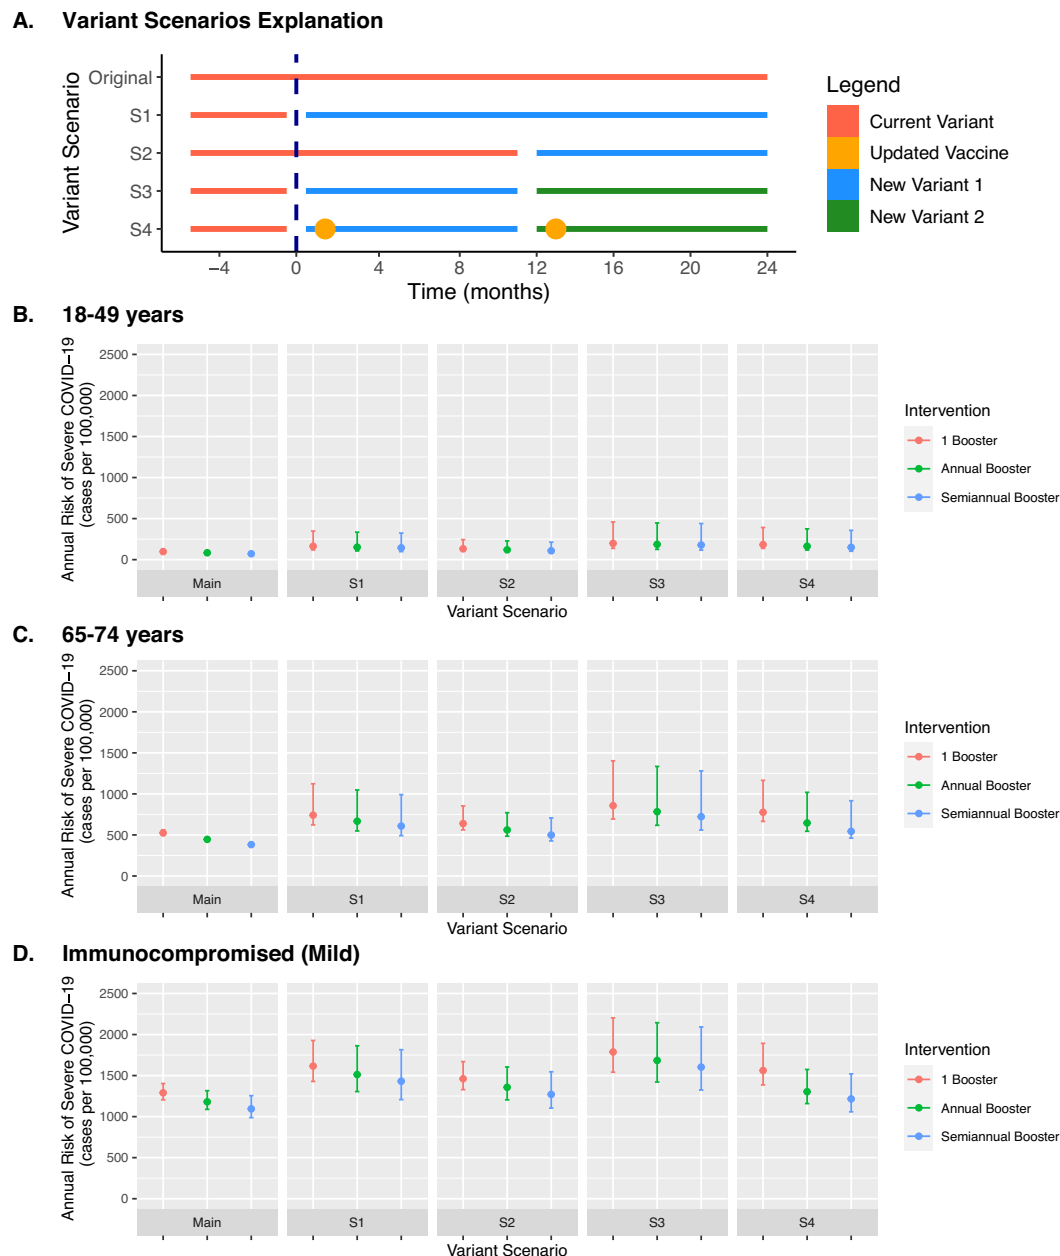 A. Variant Scenarios Explanation
Variant Scenario
Original
S1
S2
S3
S4
−4 0 4 8 12 16 20 24
Time (months)
Legend
Current Variant
Updated Vaccine
New Variant 1
New Variant 2
B. 18-49 years
Annual Risk of Severe COVID−19
(cases per 100,000)
2500
2000
1500
1000
500
0
Main S1 S2 S3 S4
Variant Scenario
Intervention
1 Booster
Annual Booster
Semiannual Booster
C. 65-74 years
Annual Risk of Severe COVID−19
(cases per 100,000)
2500
2000
1500
1000
500
0
Main S1 S2 S3 S4
Variant Scenario
Intervention
1 Booster
Annual Booster
Semiannual Booster
D. Immunocompromised (Mild)
Annual Risk of Severe COVID−19
(cases per 100,000)
2500
2000
1500
1000
500
0
Main S1 S2 S3 S4
Variant Scenario
Intervention
1 Booster
Annual Booster
Semiannual Booster